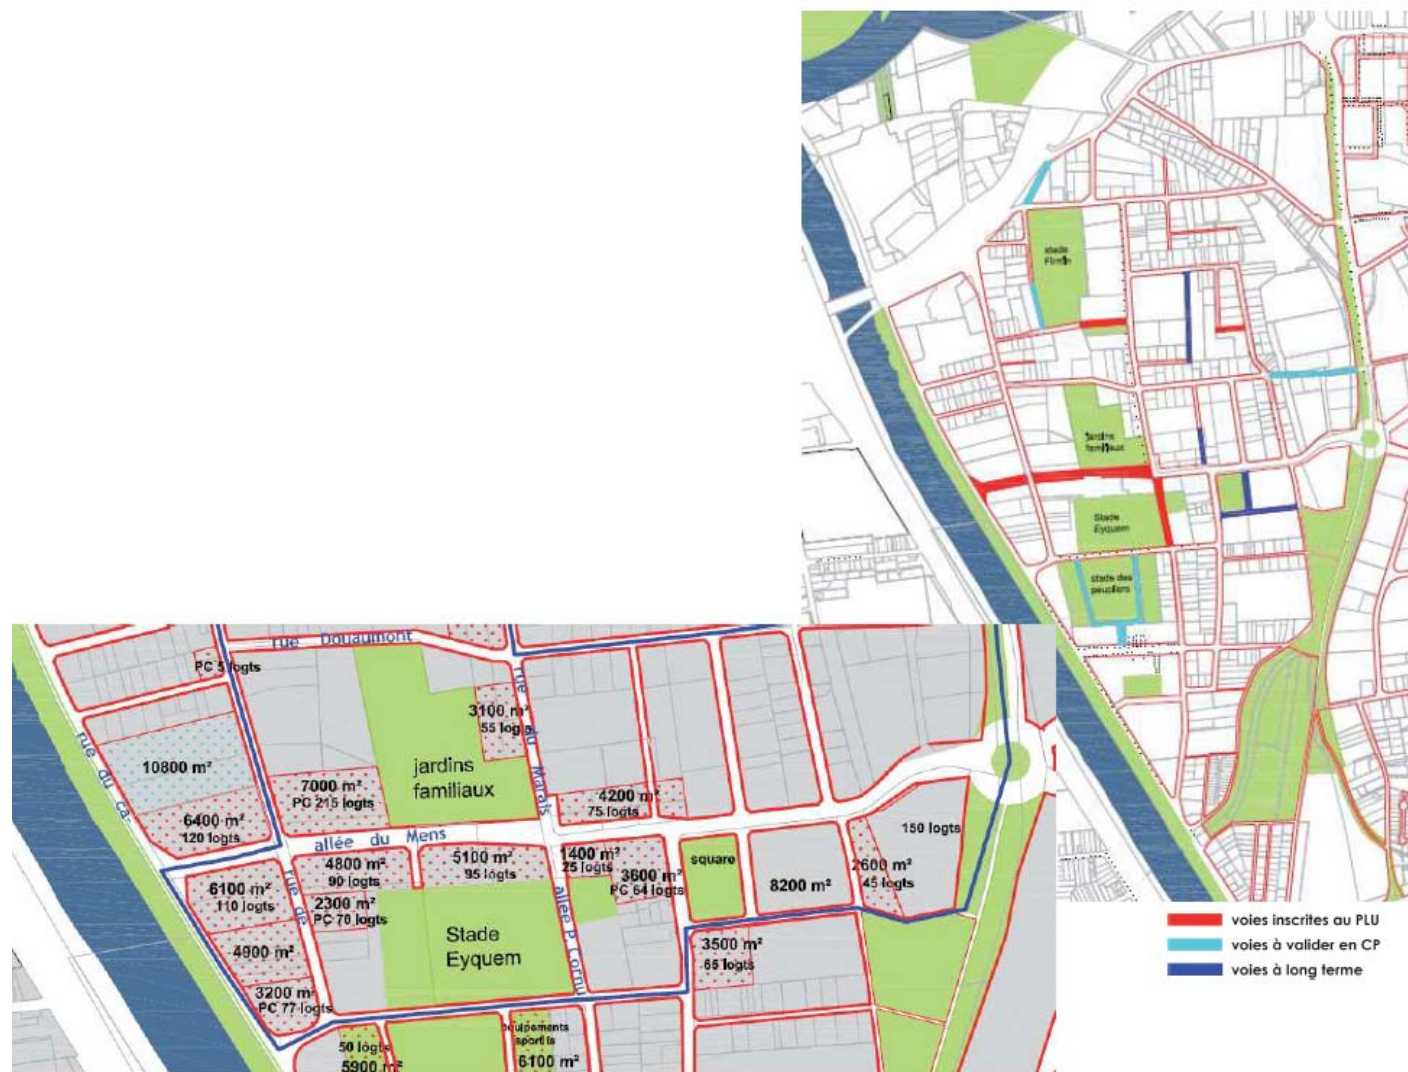 stade
Firmin
jardins
familiaux
Stade
Eyquem
stade des
peupliers
voies inscrites au PLU
voies à valider en CP
voies à long terme
rue Douaumont
PC 5 logts
rue du ca-
rue du Marais
3100 m²
55 logts
10800 m²
jardins
familiaux
7000 m²
PC 215 logts
4200 m²
75 logts
6400 m²
120 logts
allée du Mens
150 logts
4800 m²
90 logts
5100 m²
95 logts
1400 m²
25 logts
3600 m²
PC 64 logts
square
8200 m²
2600 m²
45 logts
6100 m²
110 logts
rue de
2300 m²
PC 70 logts
allée P. Cornu
Stade
Eyquem
4900 m²
3500 m²
65 logts
3200 m²
PC 77 logts
50 logts
5900 m²
équipements
sportifs
6100 m²